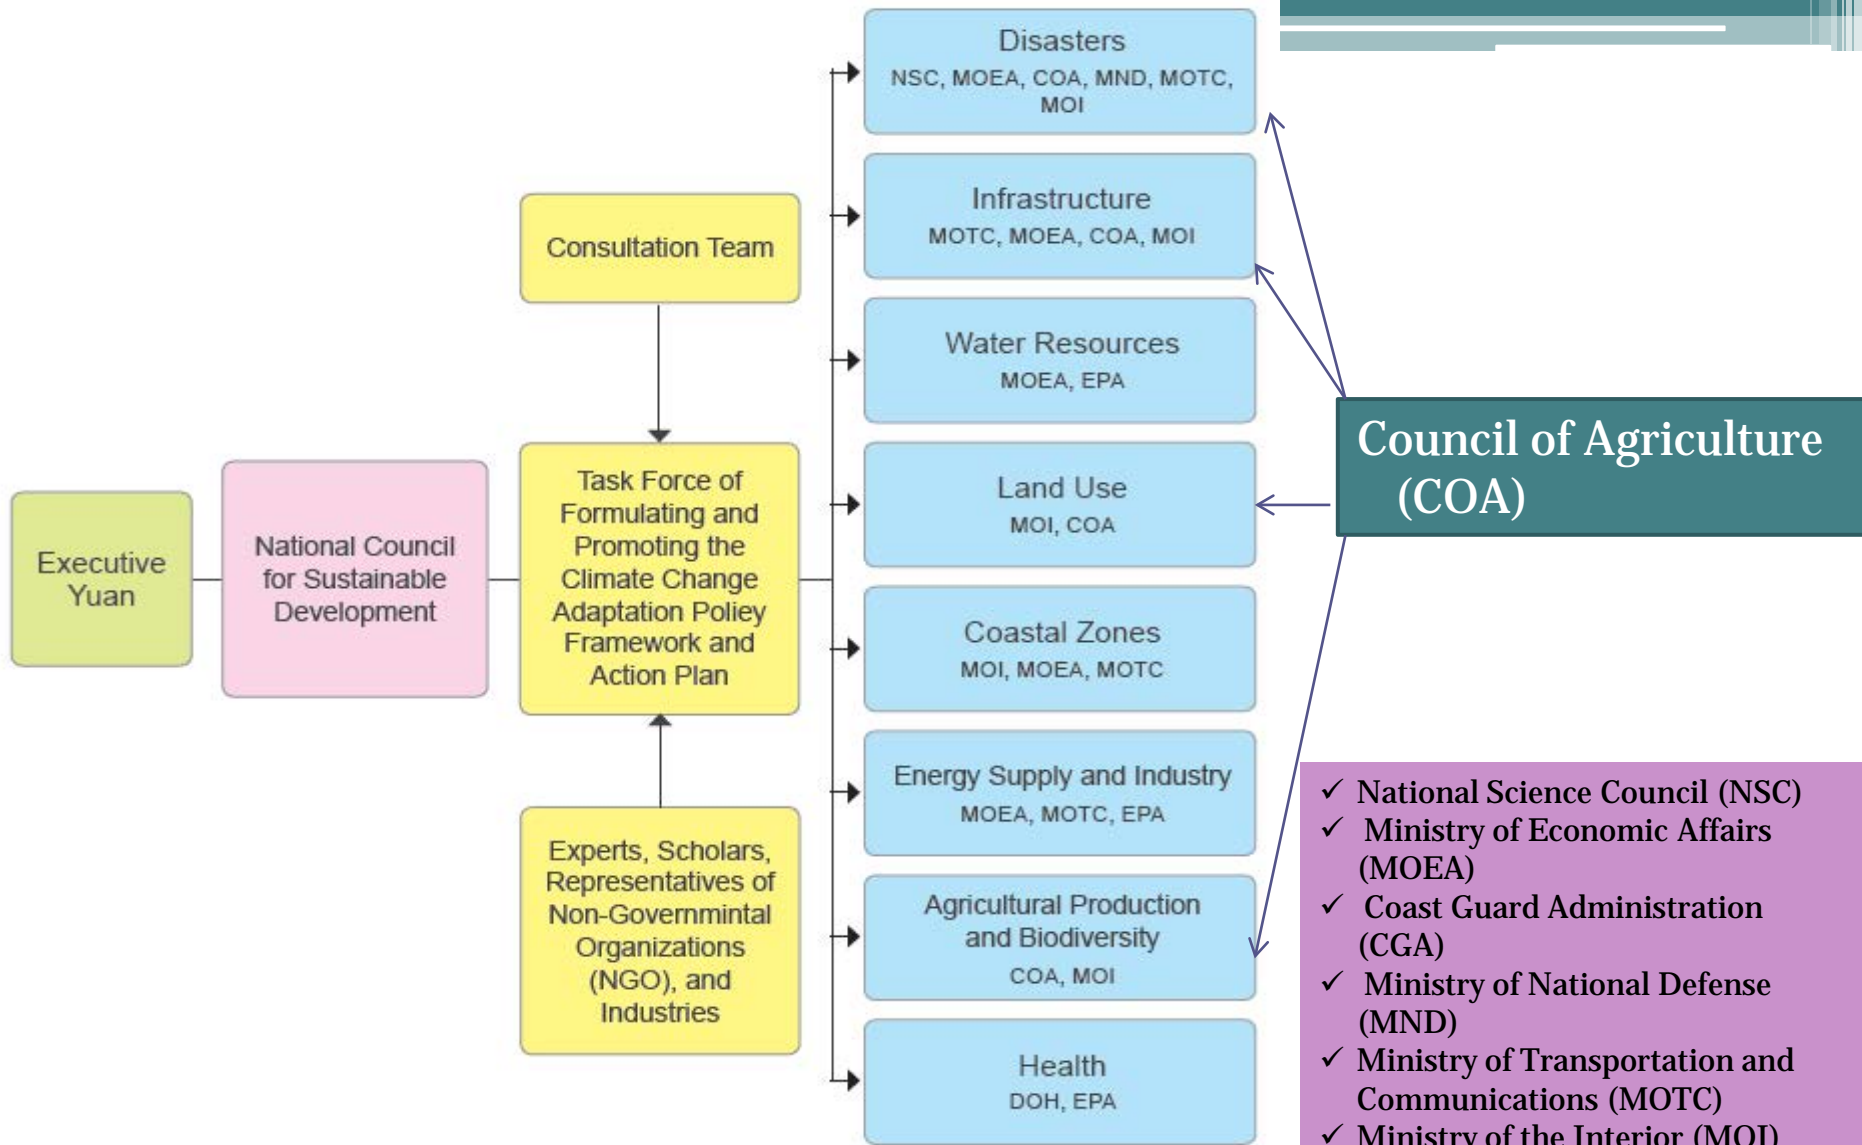 Executive
Yuan
National Council
for Sustainable
Development
Consultation Team
Task Force of
Formulating and
Promoting the
Climate Change
Adaptation Poliey
Framework and
Action Plan
Experts, Scholars,
Representatives of
Non-Governmintal
Organizations
(NGO), and
Industries
Disasters
NSC, MOEA, COA, MND, MOTC,
MOI
Infrastructure
MOTC, MOEA, COA, MOI
Water Resources
MOEA, EPA
Land Use
MOI, COA
Coastal Zones
MOI, MOEA, MOTC
Energy Supply and Industry
MOEA, MOTC, EPA
Agricultural Production
and Biodiversity
COA, MOI
Health
DOH, EPA
Council of Agriculture
(COA)
✓ National Science Council (NSC)
✓ Ministry of Economic Affairs
(MOEA)
✓ Coast Guard Administration
(CGA)
✓ Ministry of National Defense
(MND)
✓ Ministry of Transportation and
Communications (MOTC)
✓ Ministry of the Interior (MOI)